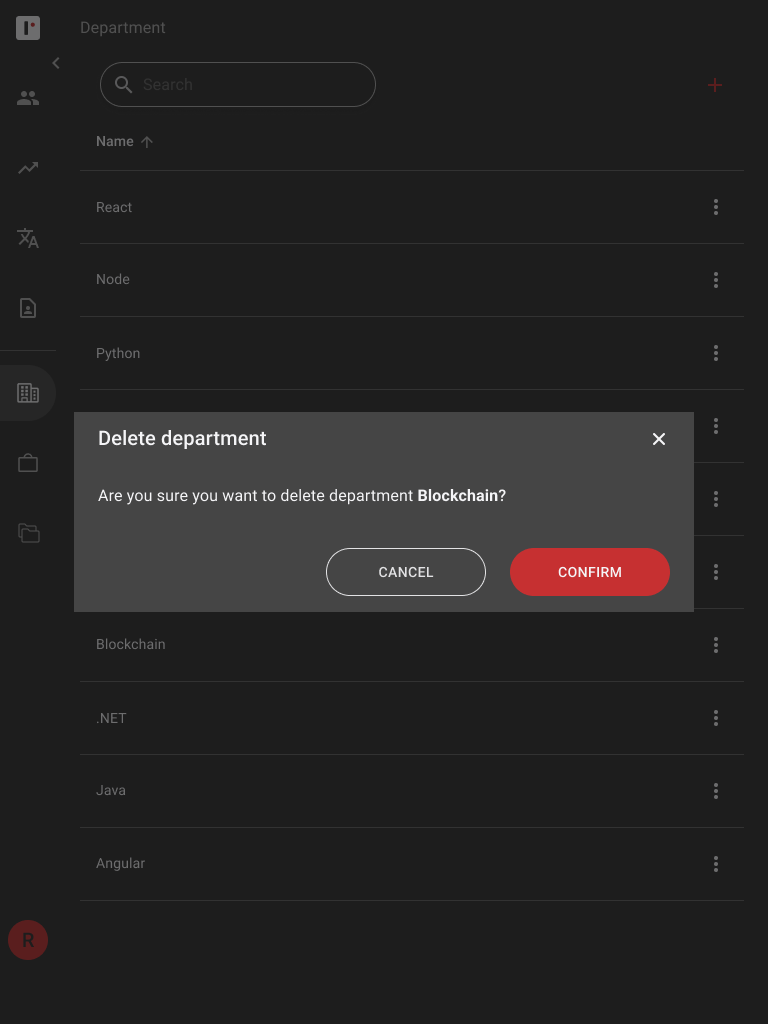 Department
Search
Name
React
Node
Python
Delete department
Are you sure you want to delete department Blockchain?
CANCEL
CONFIRM
Blockchain
.NET
Java
Angular
R